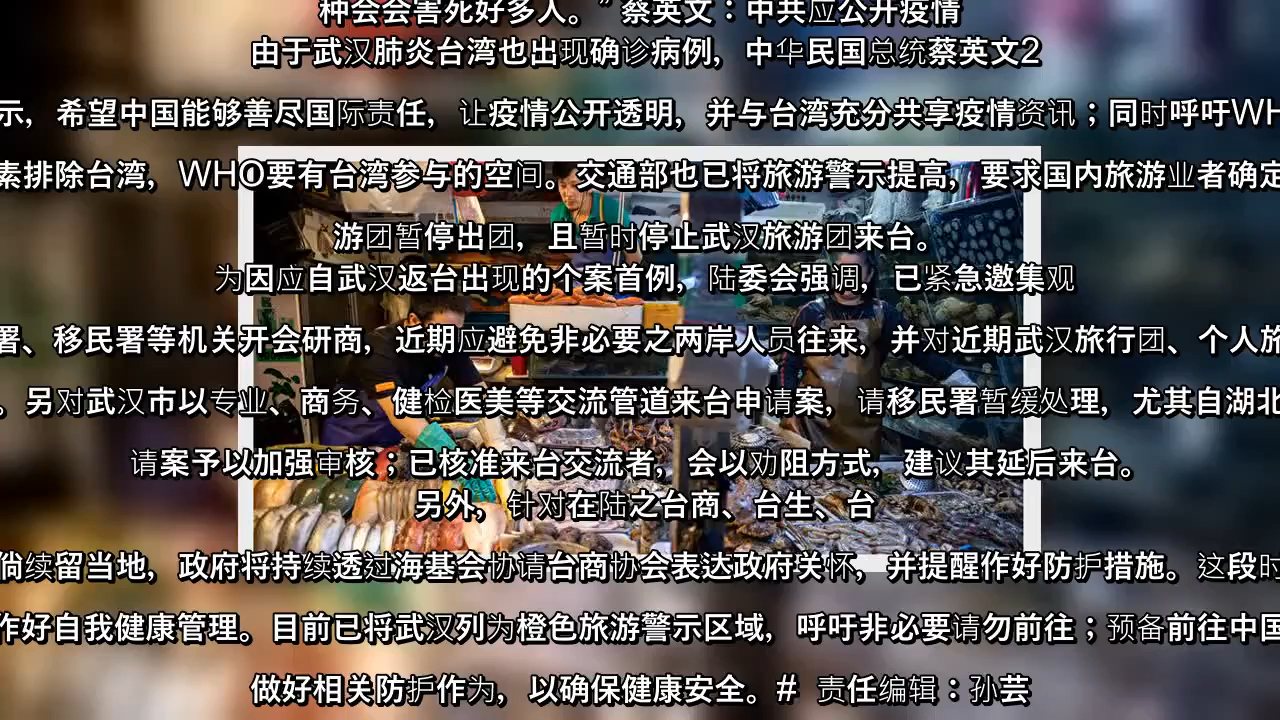 种会会害死好多人。”蔡英文：中共应公开疫情
由于武汉肺炎台湾也出现确诊病例，中华民国总统蔡英文2
示，希望中国能够善尽国际责任，让疫情公开透明，并与台湾充分共享疫情资讯；同时呼吁WH
素排除台湾，WHO要有台湾参与的空间。交通部也已将旅游警示提高，要求国内旅游业者确定
游团暂停出团，且暂时停止武汉旅游团来台。
为因应自武汉返台出现的个案首例，陆委会强调，已紧急邀集观
署、移民署等机关开会研商，近期应避免非必要之两岸人员往来，并对近期武汉旅行团、个人旅
。另对武汉市以专业、商务、健检医美等交流管道来台申请案，请移民署暂缓处理，尤其自湖北
请案予以加强审核；已核准来台交流者，会以劝阻方式，建议其延后来台。
另外，针对在陆之台商、台生、台
倘续留当地，政府将持续透过海基会协请台商协会表达政府关怀，并提醒作好防护措施。这段时
作好自我健康管理。目前已将武汉列为橙色旅游警示区域，呼吁非必要请勿前往；预备前往中国
做好相关防护作为，以确保健康安全。# 责任编辑：孙芸